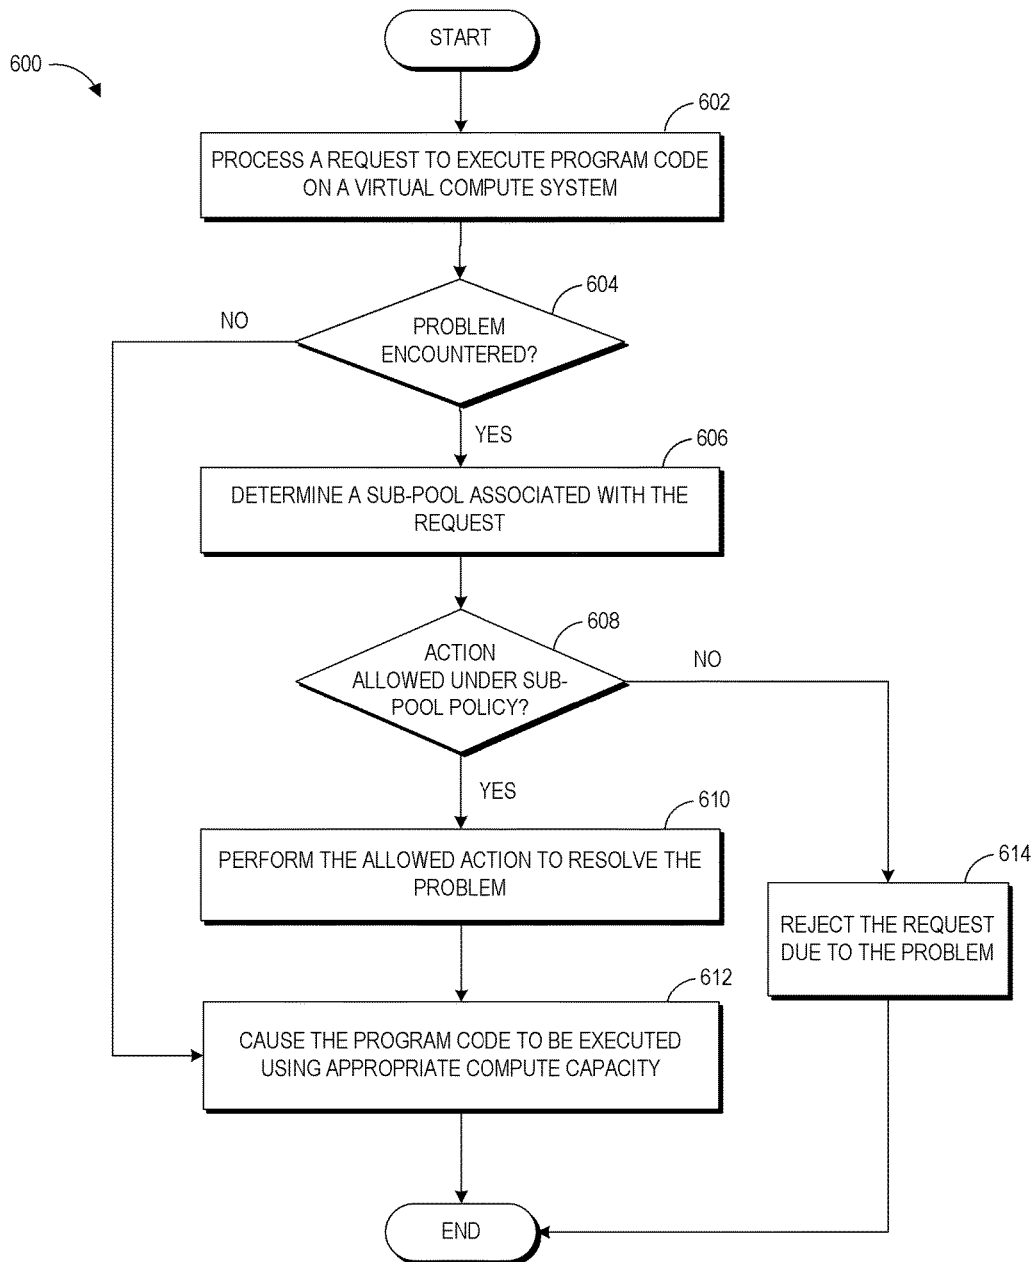 START
600
602
PROCESS A REQUEST TO EXECUTE PROGRAM CODE
ON A VIRTUAL COMPUTE SYSTEM
604
NO
PROBLEM
ENCOUNTERED?
YES
606
DETERMINE A SUB-POOL ASSOCIATED WITH THE
REQUEST
608
ACTION
ALLOWED UNDER SUB-
POOL POLICY?
NO
YES
610
PERFORM THE ALLOWED ACTION TO RESOLVE THE
PROBLEM
614
REJECT THE REQUEST
DUE TO THE PROBLEM
612
CAUSE THE PROGRAM CODE TO BE EXECUTED
USING APPROPRIATE COMPUTE CAPACITY
END